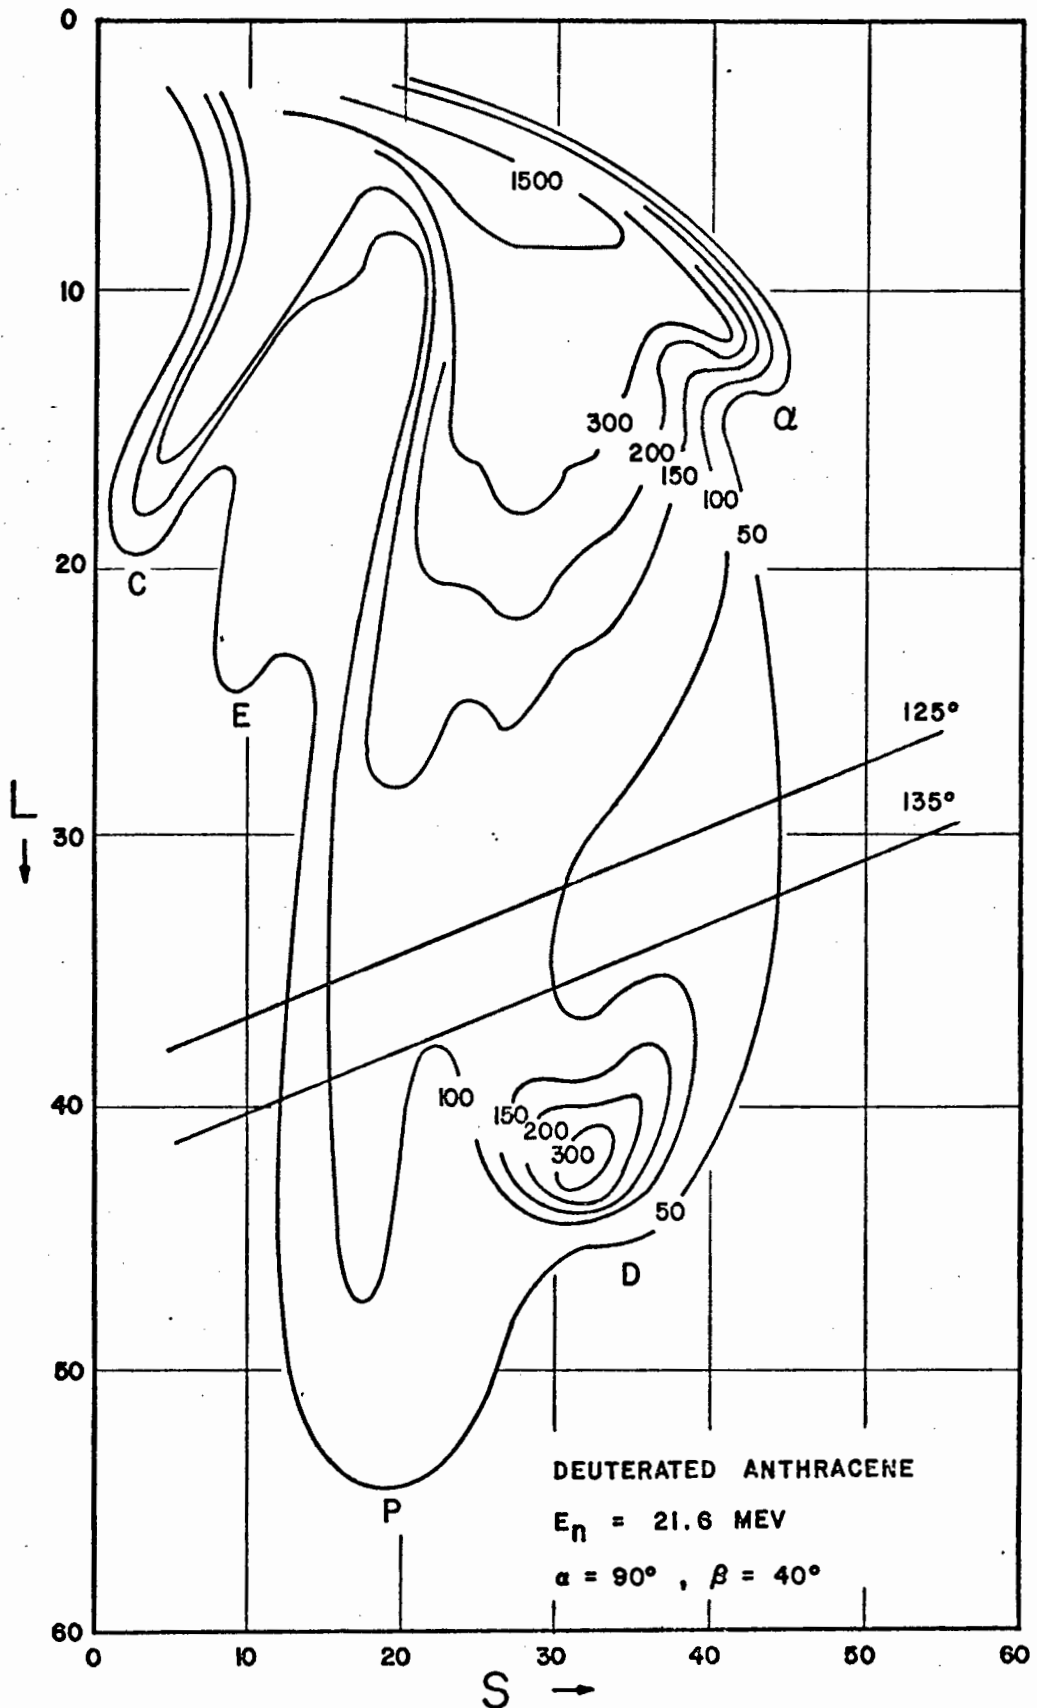 0
1500
10
α
300
200
150
100
50
20
C
E
125°
L
135°
30
40
100
150
200
300
50
D
50
P
DEUTERATED ANTHRACENE
En = 21.6 MEV
α = 90° , β = 40°
60
0 10 20 30 40 50 60
S